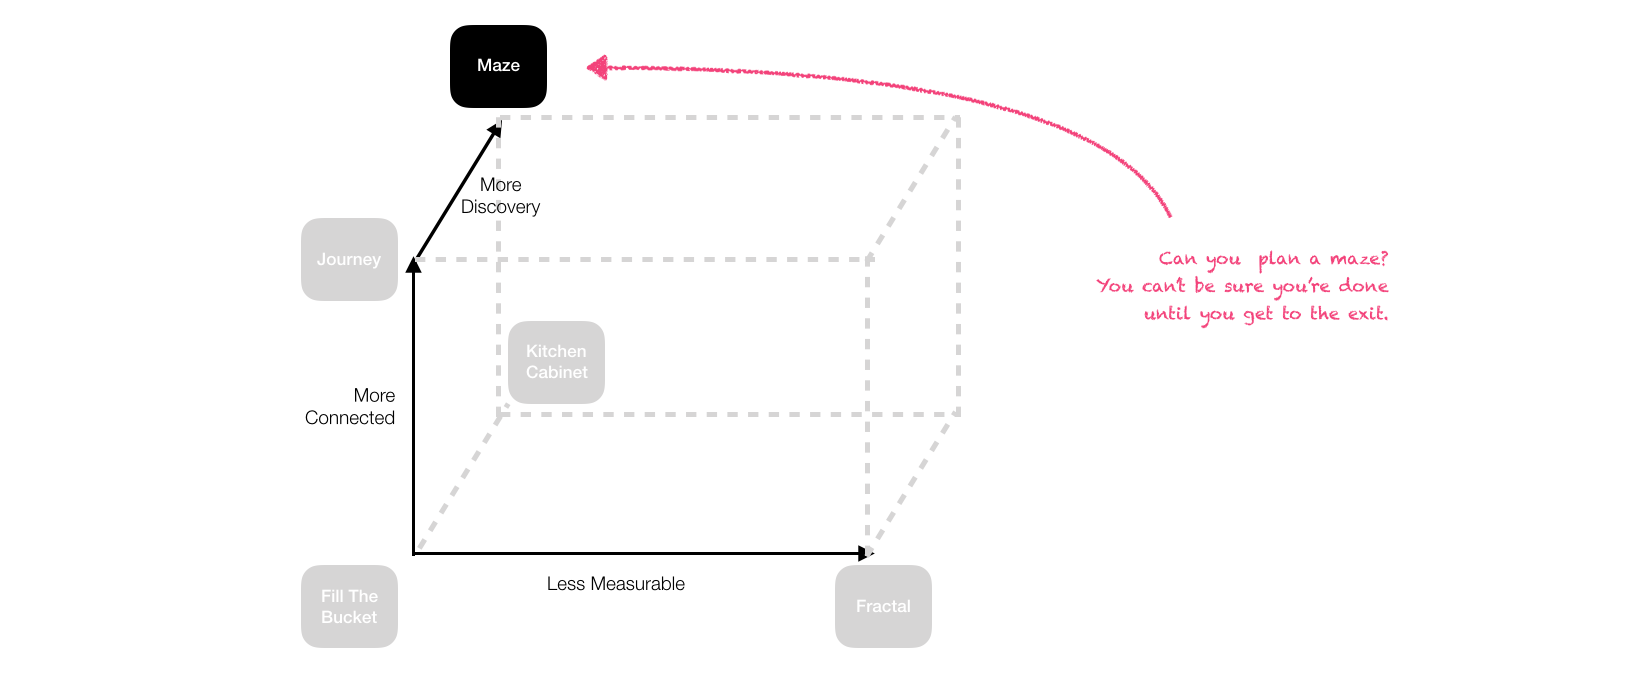 Maze
More
Discovery
Journey
Can you plan a maze?
You can't be sure you're done
until you get to the exit.
Kitchen
Cabinet
More
Connected
Less Measurable
Fill The
Bucket
Fractal